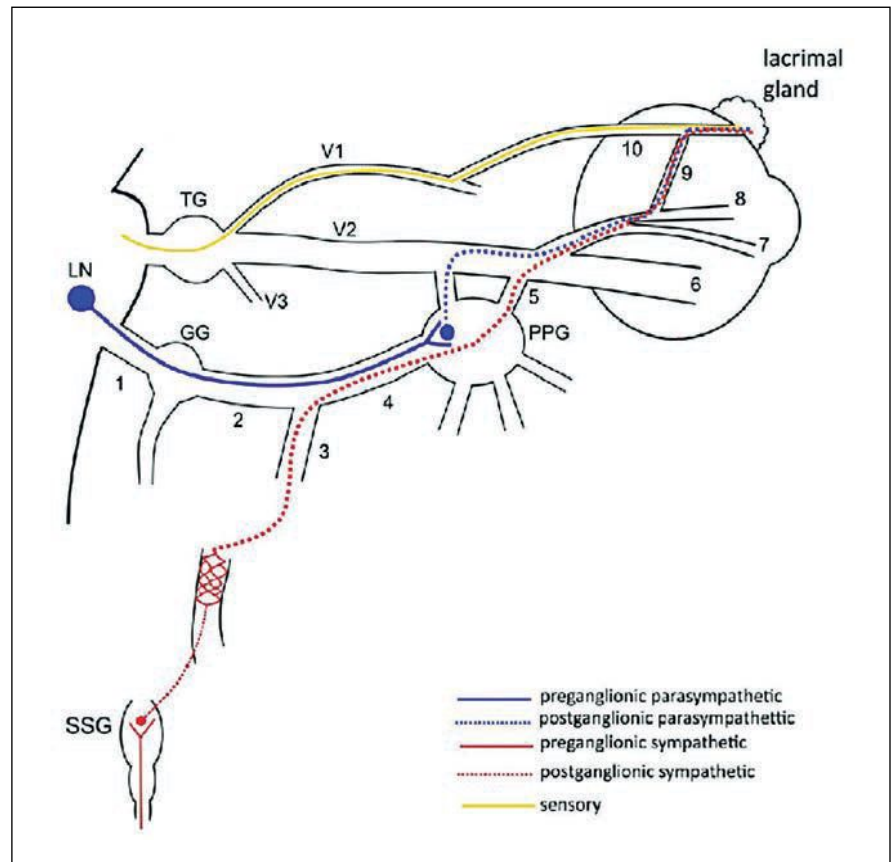 lacrimal
gland
V1
10
9
TG
8
V2
7
LN
V3
6
5
GG
PPG
1
2
4
3
SSG
preganglionic parasympathetic
postganglionic parasympathettic
preganglionic sympathetic
postganglionic sympathetic
sensory